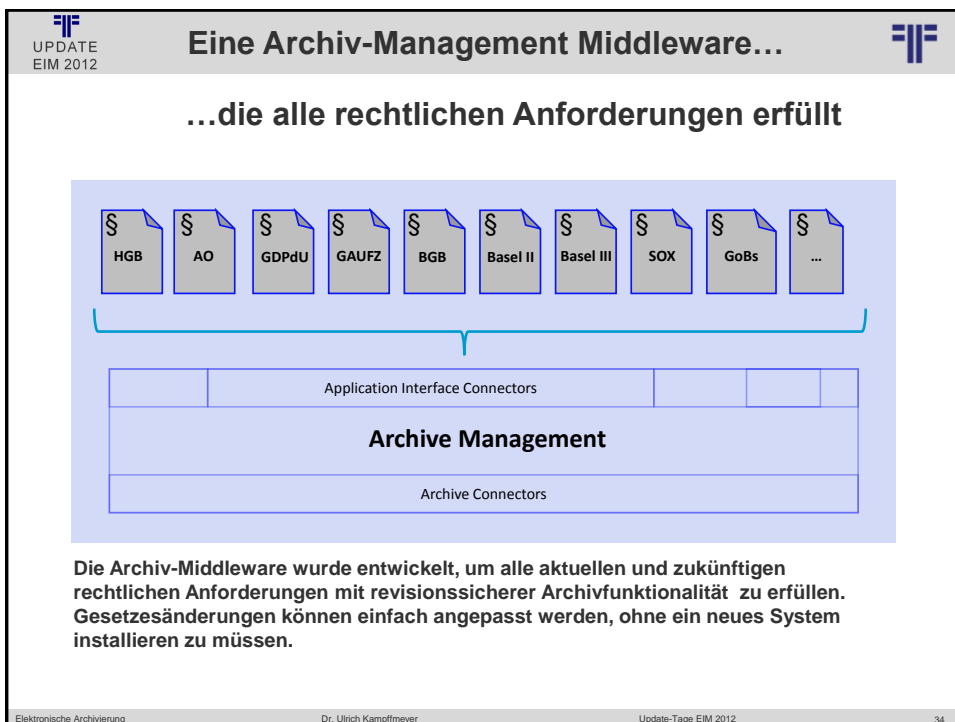 UPDATE
EIM 2012
Eine Archiv-Management Middleware…
…die alle rechtlichen Anforderungen erfüllt
§ § § § § § § § § §
HGB AO GDPdU GAUFZ BGB Basel II Basel III SOX GoBs ...
Application Interface Connectors
Archive Management
Archive Connectors
Die Archiv-Middleware wurde entwickelt, um alle aktuellen und zukünftigen
rechtlichen Anforderungen mit revisionssicherer Archivfunktionalität zu erfüllen.
Gesetzesänderungen können einfach angepasst werden, ohne ein neues System
installieren zu müssen.
Elektronische Archivierung Dr. Ulrich Kampffmeyer Update-Tage EIM 2012 34